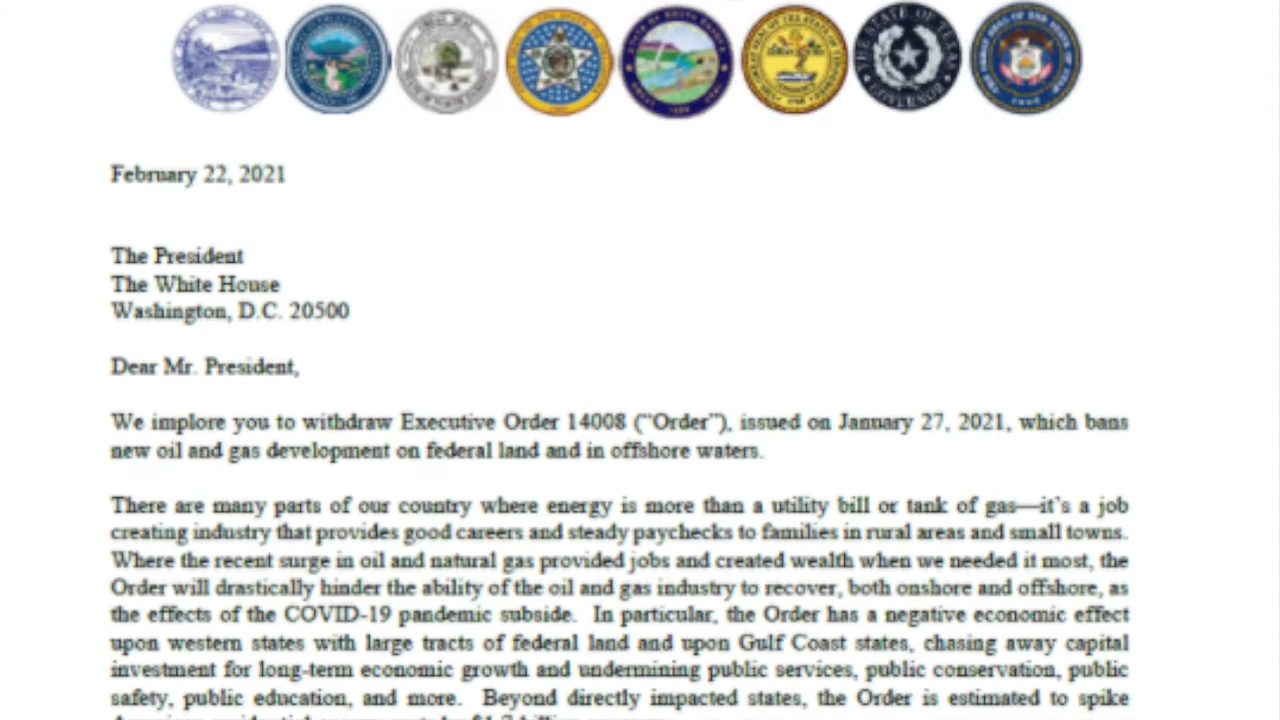 THE STATE OF TEXAS
GOVERNOR
February 22, 2021
The President
The White House
Washington, D.C. 20500
Dear Mr. President,
We implore you to withdraw Executive Order 14008 (“Order”), issued on January 27, 2021, which bans
new oil and gas development on federal land and in offshore waters.
There are many parts of our country where energy is more than a utility bill or tank of gas—it’s a job
creating industry that provides good careers and steady paychecks to families in rural areas and small towns.
Where the recent surge in oil and natural gas provided jobs and created wealth when we needed it most, the
Order will drastically hinder the ability of the oil and gas industry to recover, both onshore and offshore, as
the effects of the COVID-19 pandemic subside. In particular, the Order has a negative economic effect
upon western states with large tracts of federal land and upon Gulf Coast states, chasing away capital
investment for long-term economic growth and undermining public services, public conservation, public
safety, public education, and more. Beyond directly impacted states, the Order is estimated to spike